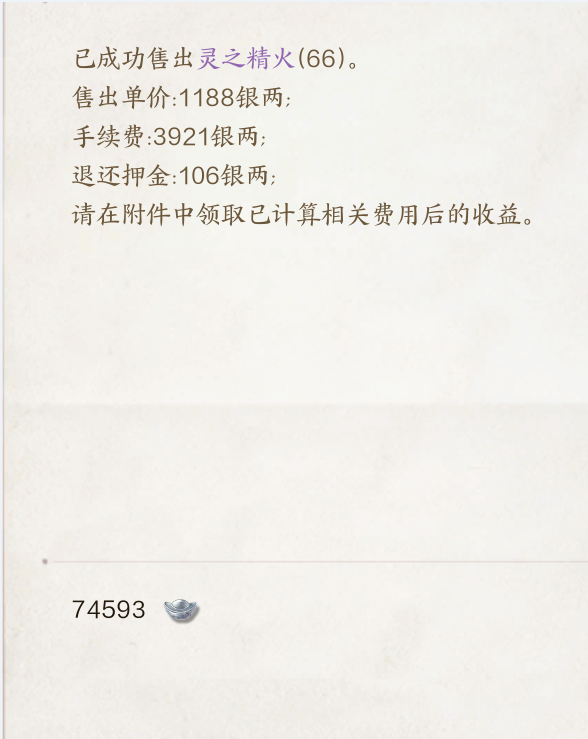 已成功售出灵之精火(66)。
售出单价:1188银两;
手续费:3921银两;
退还押金:106银两;
请在附件中领取已计算相关费用后的收益。
74593